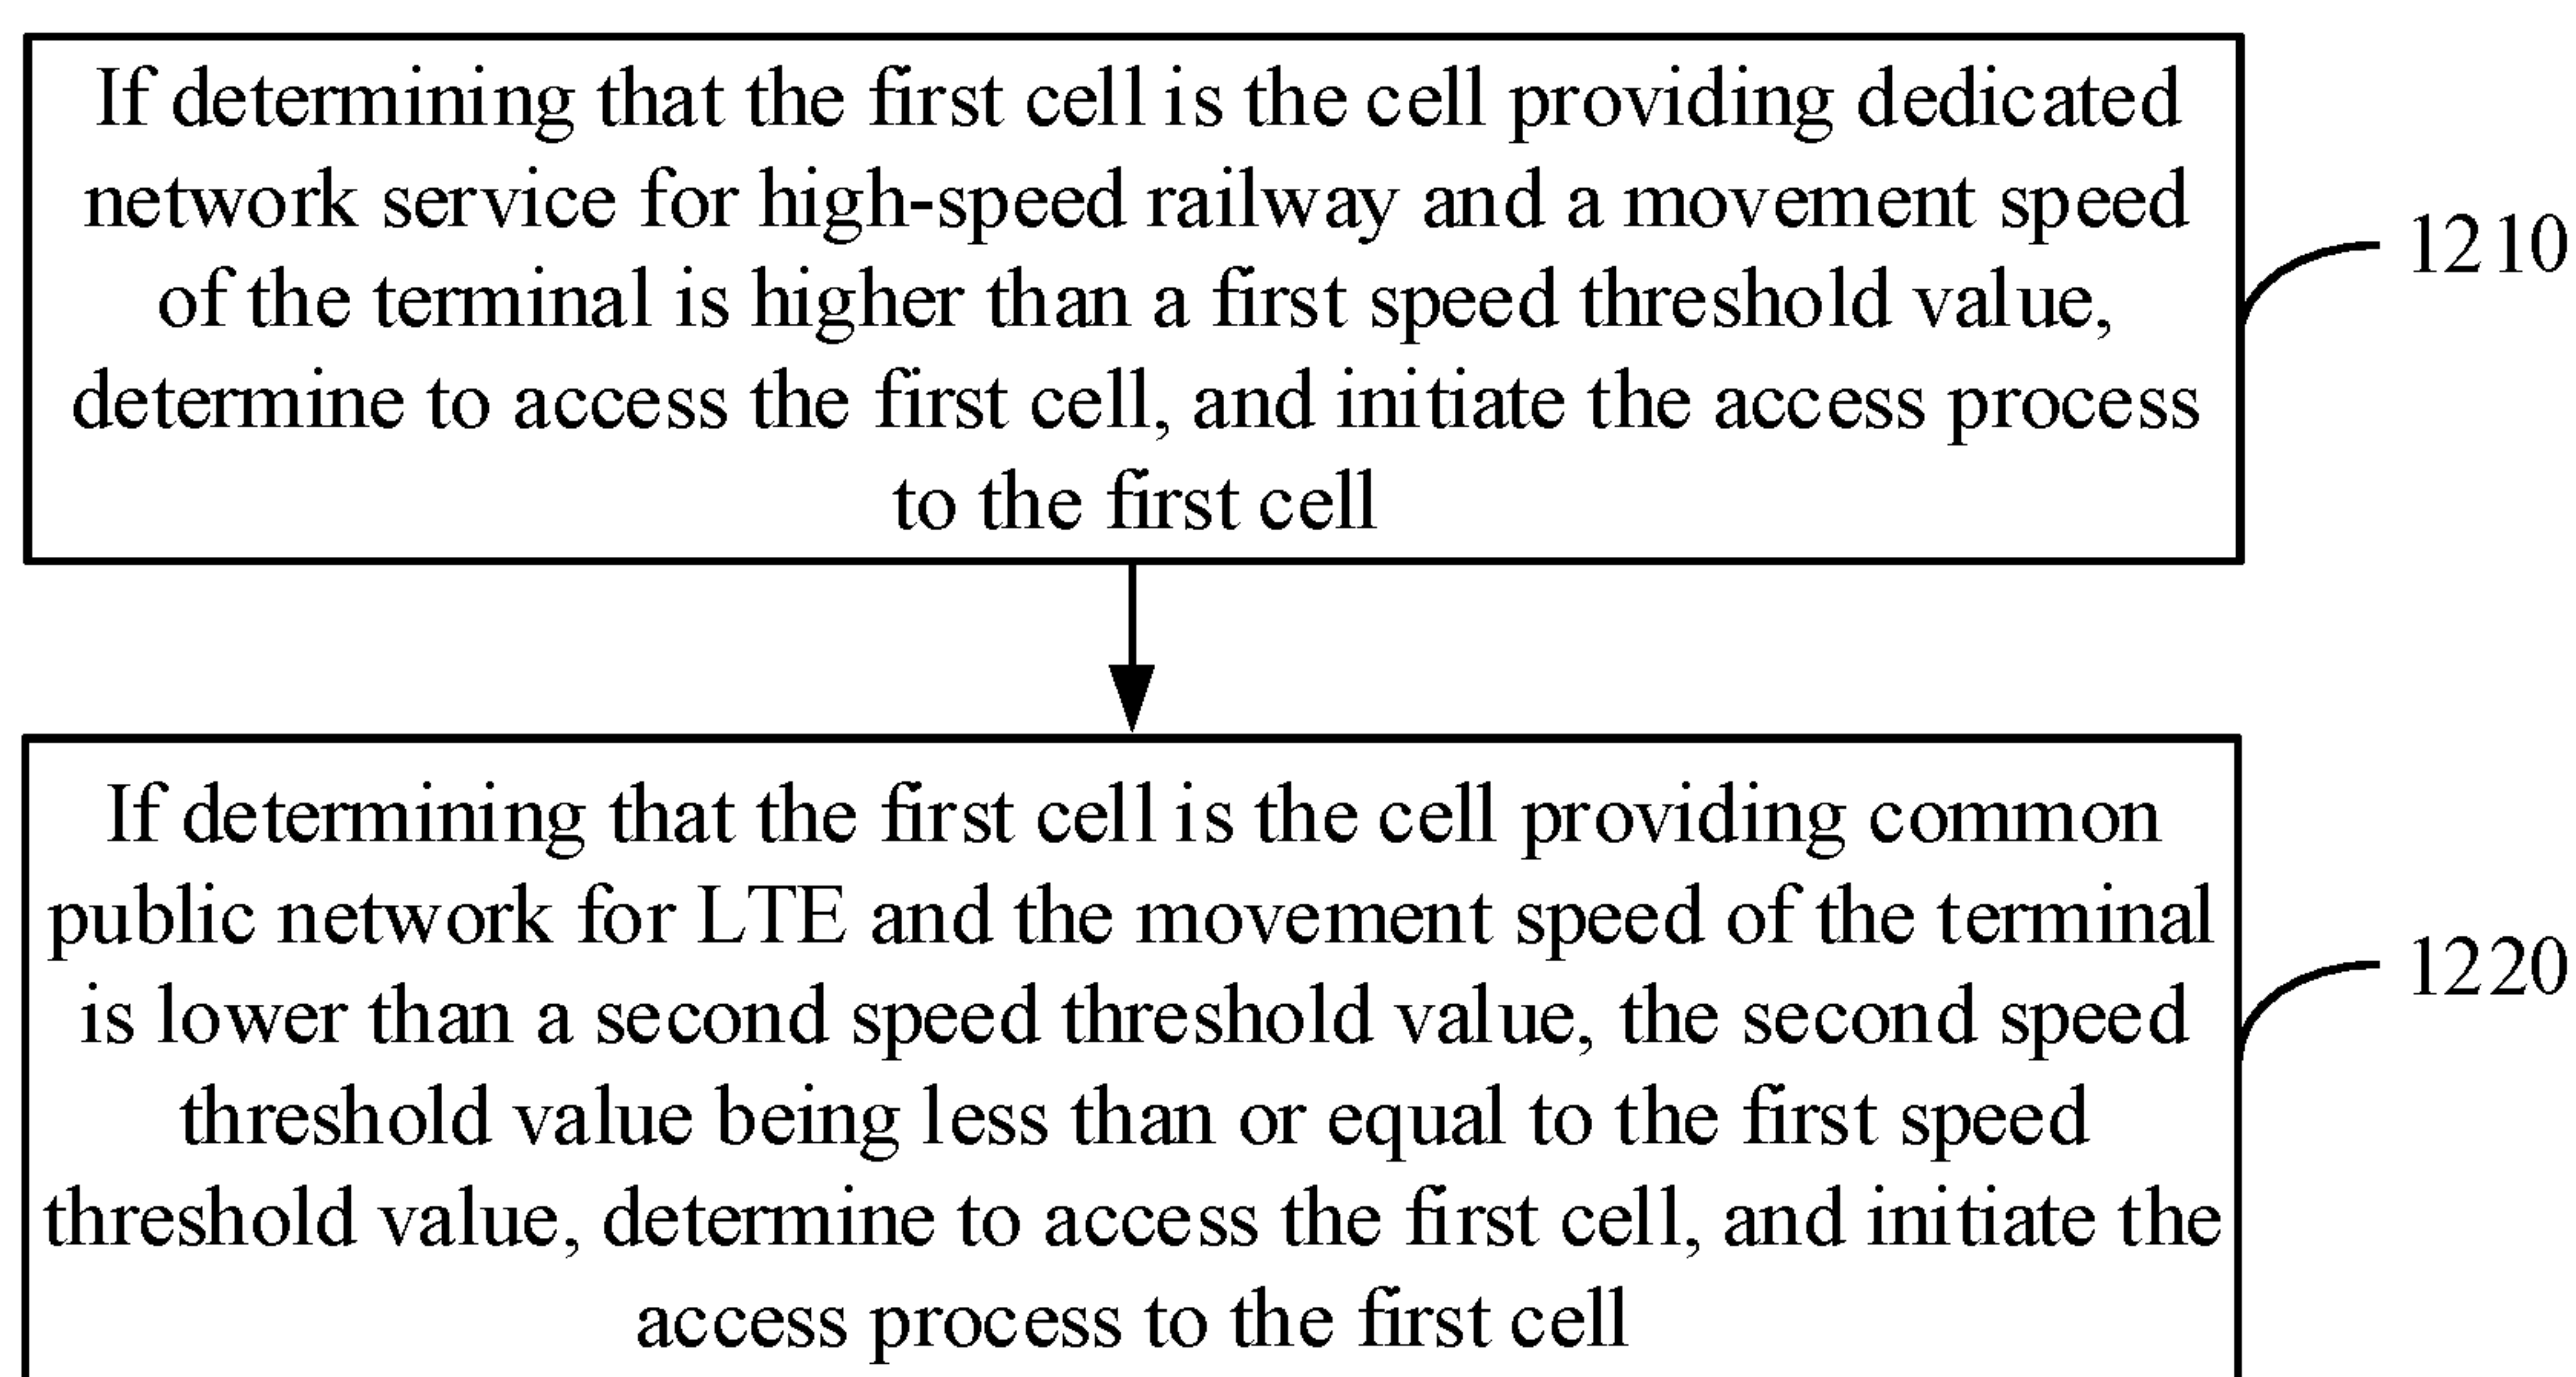 If determining that the first cell is the cell providing dedicated
network service for high-speed railway and a movement speed
of the terminal is higher than a first speed threshold value,
determine to access the first cell, and initiate the access process
to the first cell
1210
If determining that the first cell is the cell providing common
public network for LTE and the movement speed of the terminal
is lower than a second speed threshold value, the second speed
threshold value being less than or equal to the first speed
threshold value, determine to access the first cell, and initiate the
access process to the first cell
1220